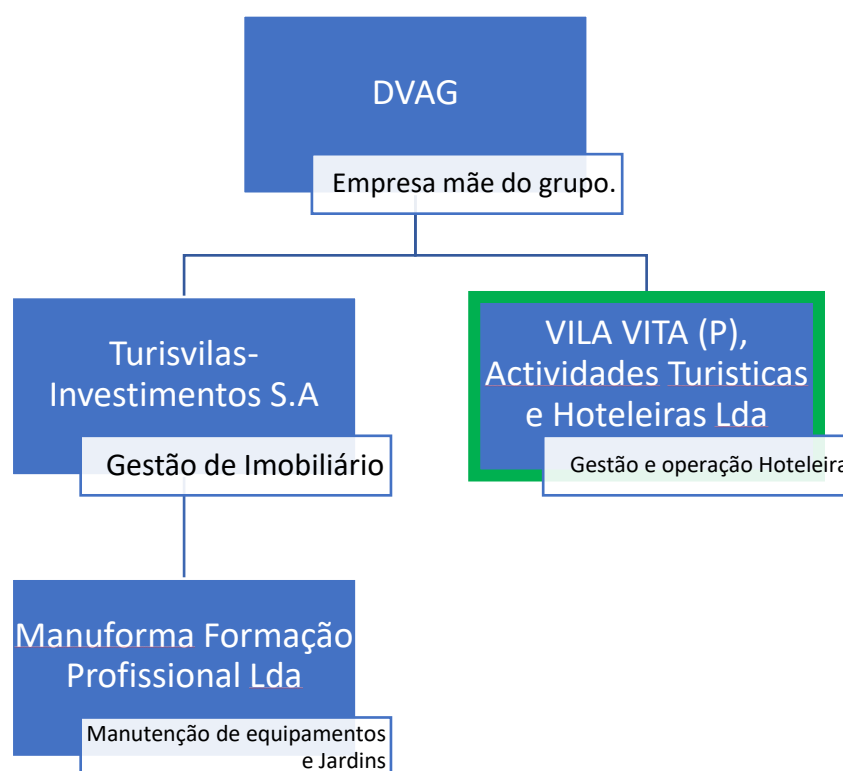 DVAG
Empresa mãe do grupo.
Turisvilas-
Investimentos S.A
Gestão de Imobiliário
VILA VITA (P),
Actividades Turisticas
e Hoteleiras Lda
Gestão e operação Hoteleira
Manuforma Formação
Profissional Lda
Manutenção de equipamentos
e Jardins